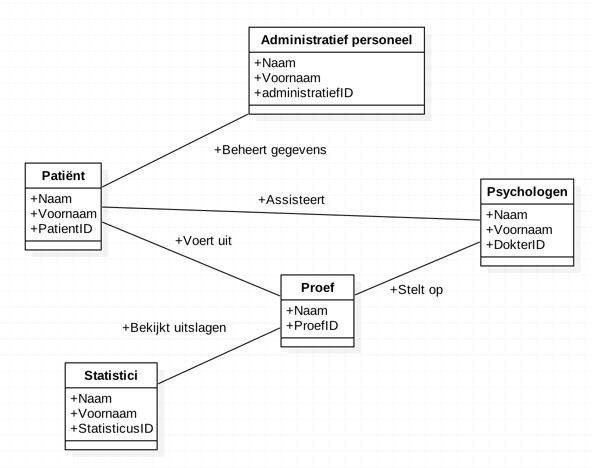 Administratief personeel
+Naam
+Voornaam
+administratiefID
+Beheert gegevens
Patiënt
+Naam
+Voornaam
+PatientID
+Assisteert
Psychologen
+Naam
+Voornaam
+DokterID
+Voert uit
Proef
+Naam
+ProefID
+Stelt op
+Bekijkt uitslagen
Statistici
+Naam
+Voornaam
+StatisticusID